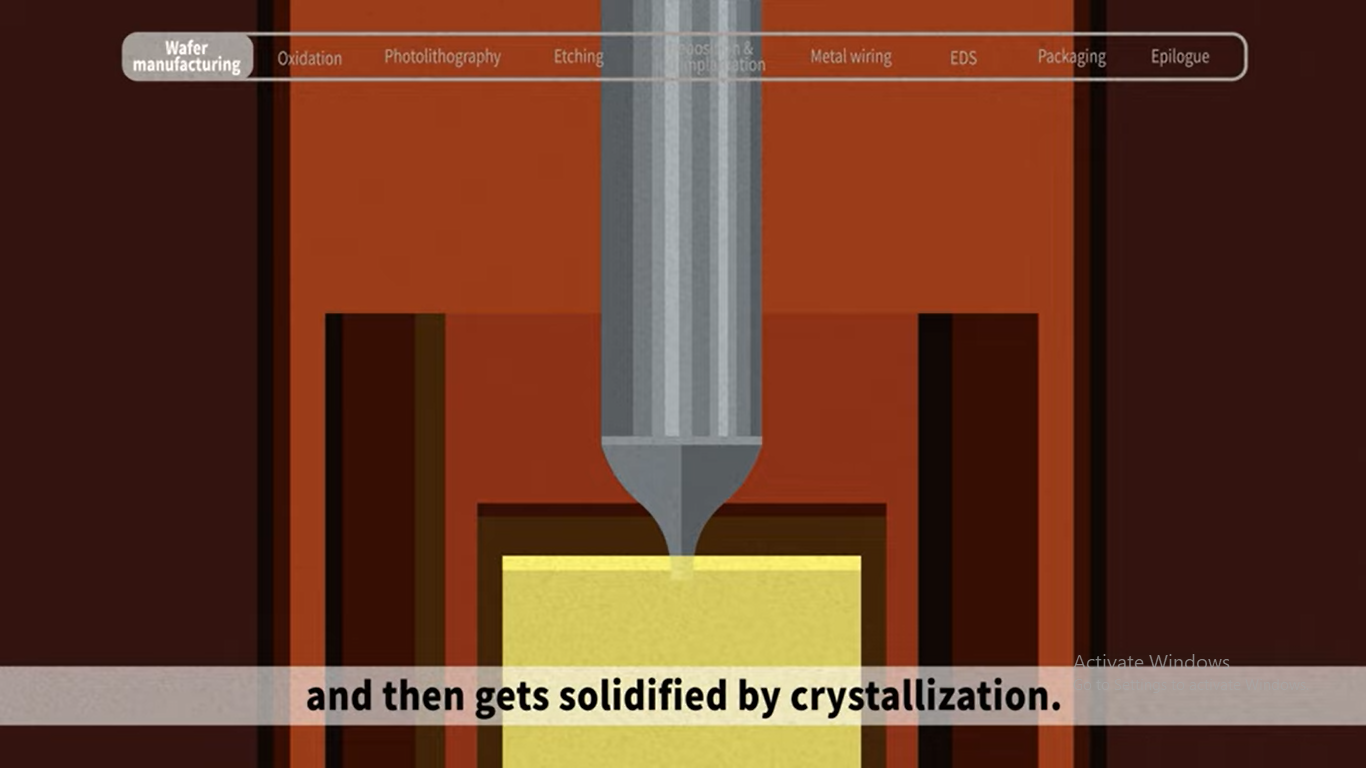 Wafer
manufacturing
Oxidation
Photolithography
Etching
Metal wiring
EDS
Packaging
Epilogue
Activate Windows
and then gets solidified by crystallization.